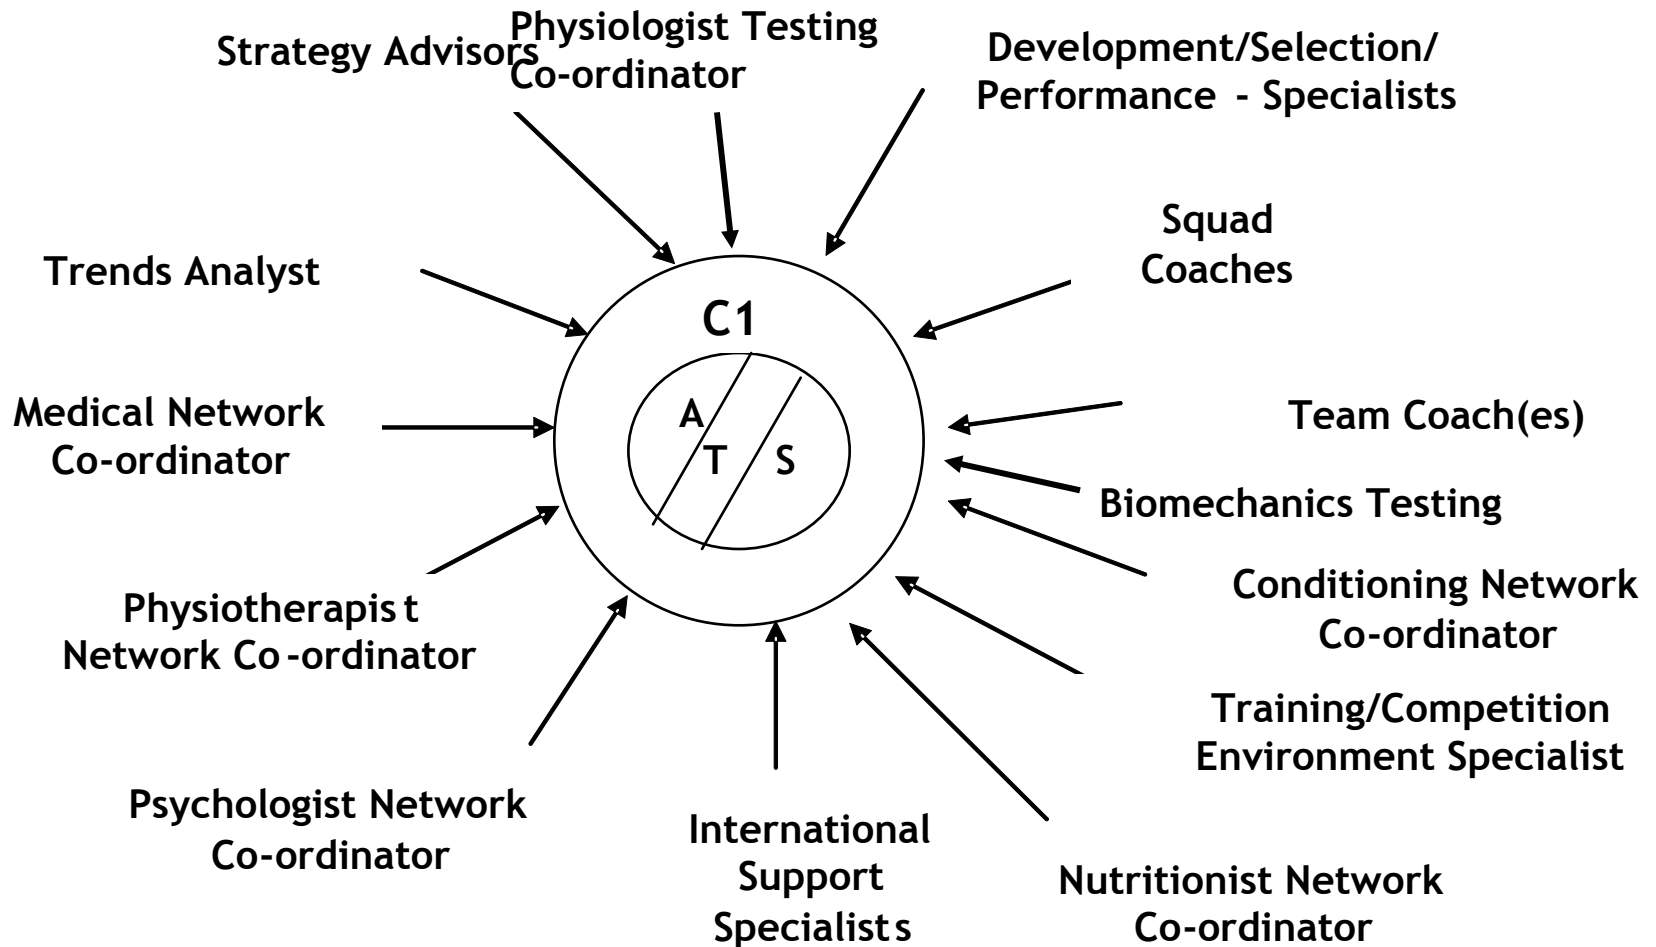 Strategy Advisors
Physiologist Testing
Co-ordinator
Development/Selection/
Performance - Specialists
Squad
Coaches
Trends Analyst
C1
A
T S
Medical Network
Co-ordinator
Team Coach(es)
Biomechanics Testing
Conditioning Network
Co-ordinator
Physiotherapist
Network Co-ordinator
Training/Competition
Environment Specialist
Psychologist Network
Co-ordinator
International
Support
Specialists
Nutritionist Network
Co-ordinator